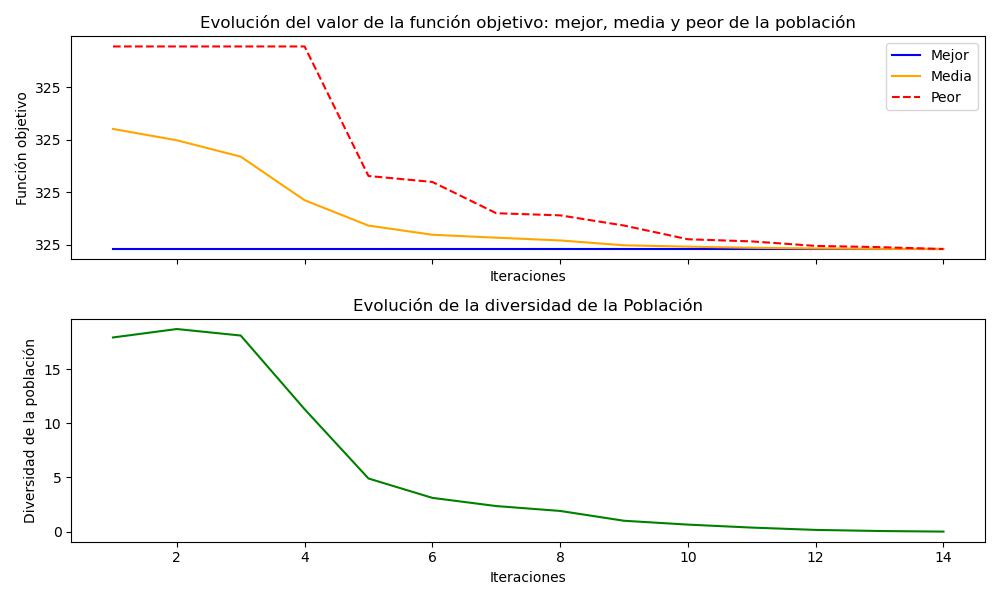 Evolución del valor de la función objetivo: mejor, media y peor de la población
Función objetivo
325
325
325
325
Mejor
Media
Peor
Iteraciones
Evolución de la diversidad de la Población
Diversidad de la población
15
10
5
0
2 4 6 8 10 12 14
Iteraciones